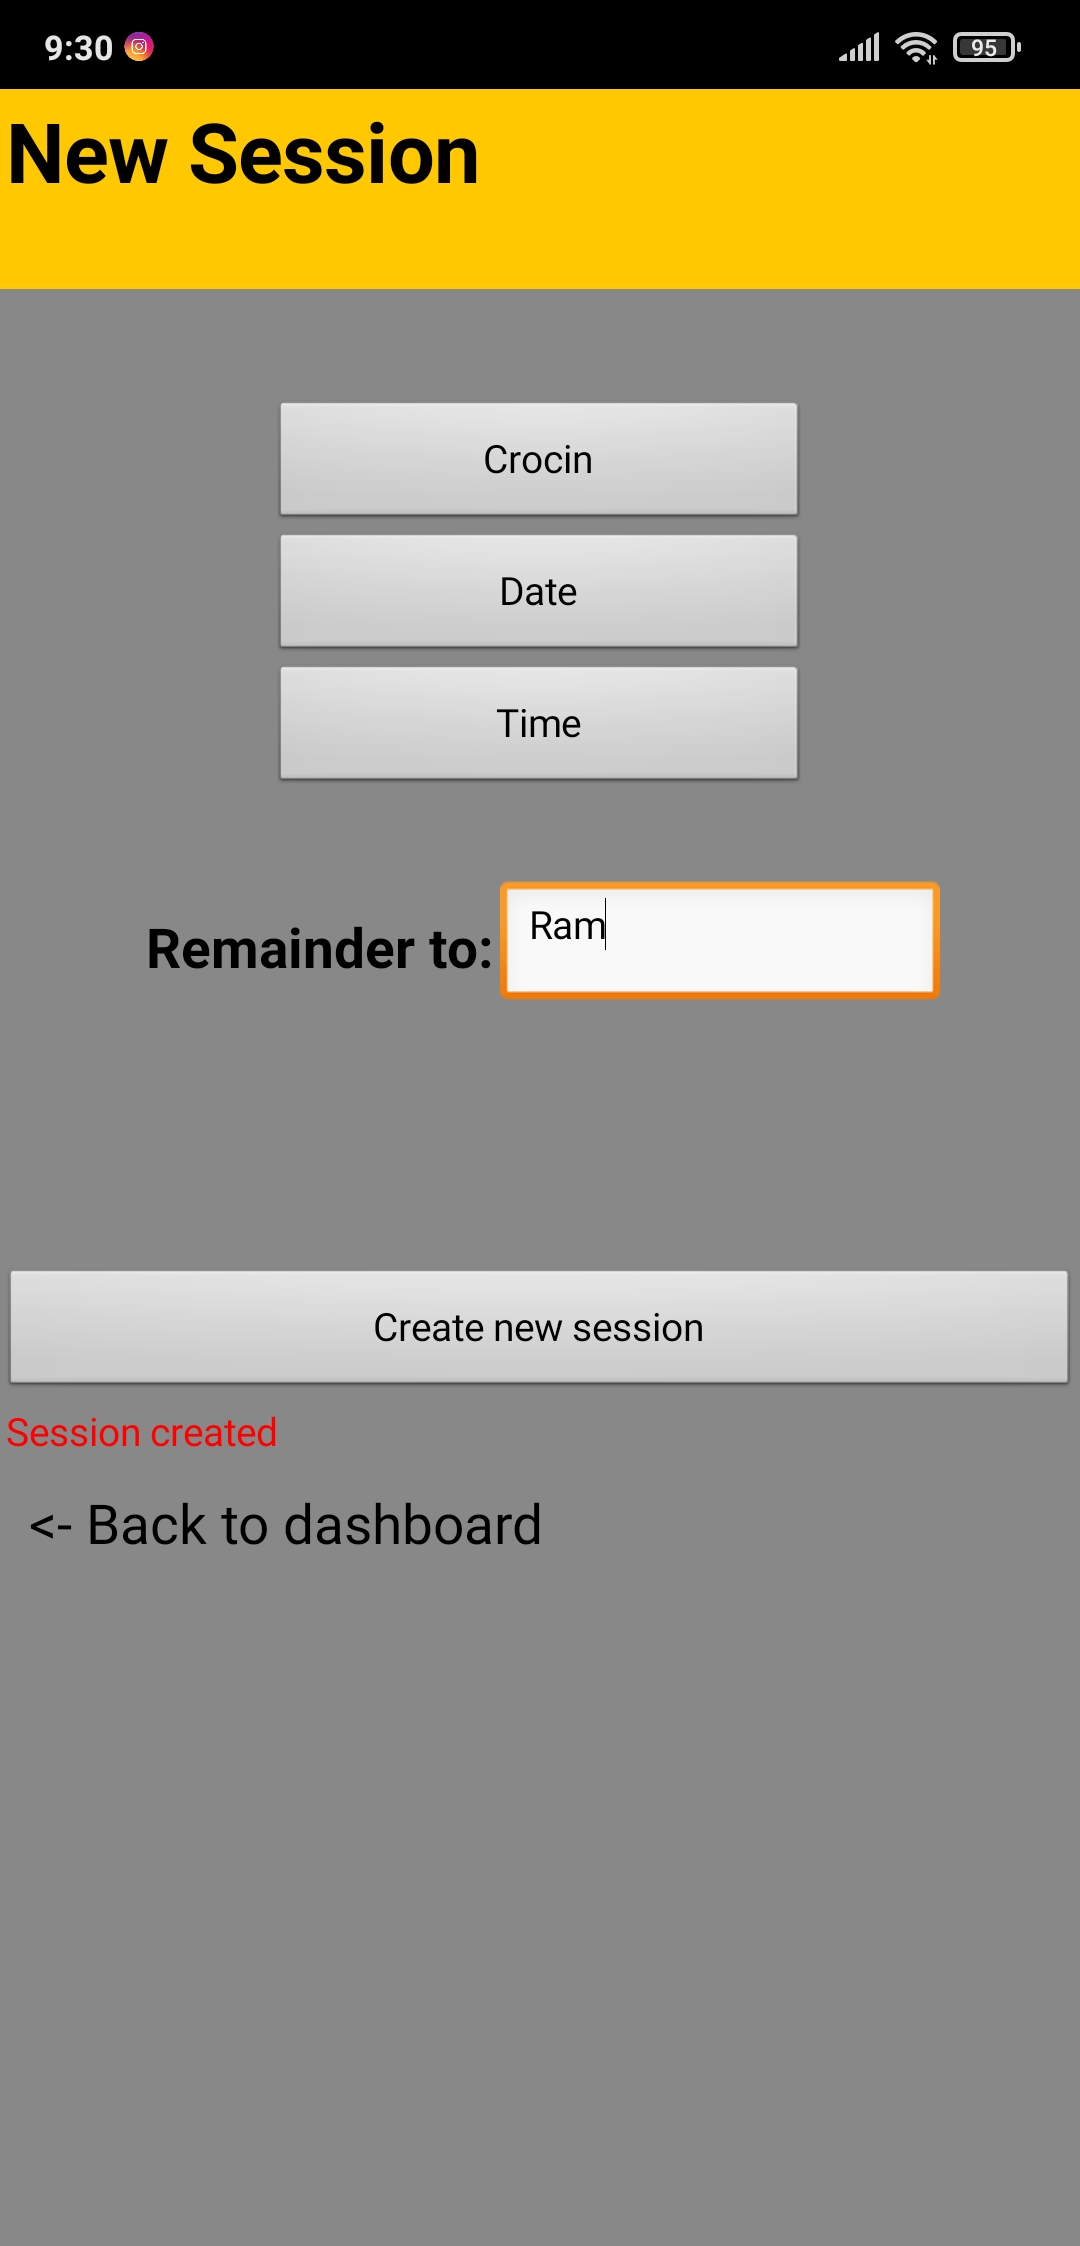 9:30 95
New Session
Crocin
Date
Time
Remainder to: Ram
Create new session
Session created
<- Back to dashboard